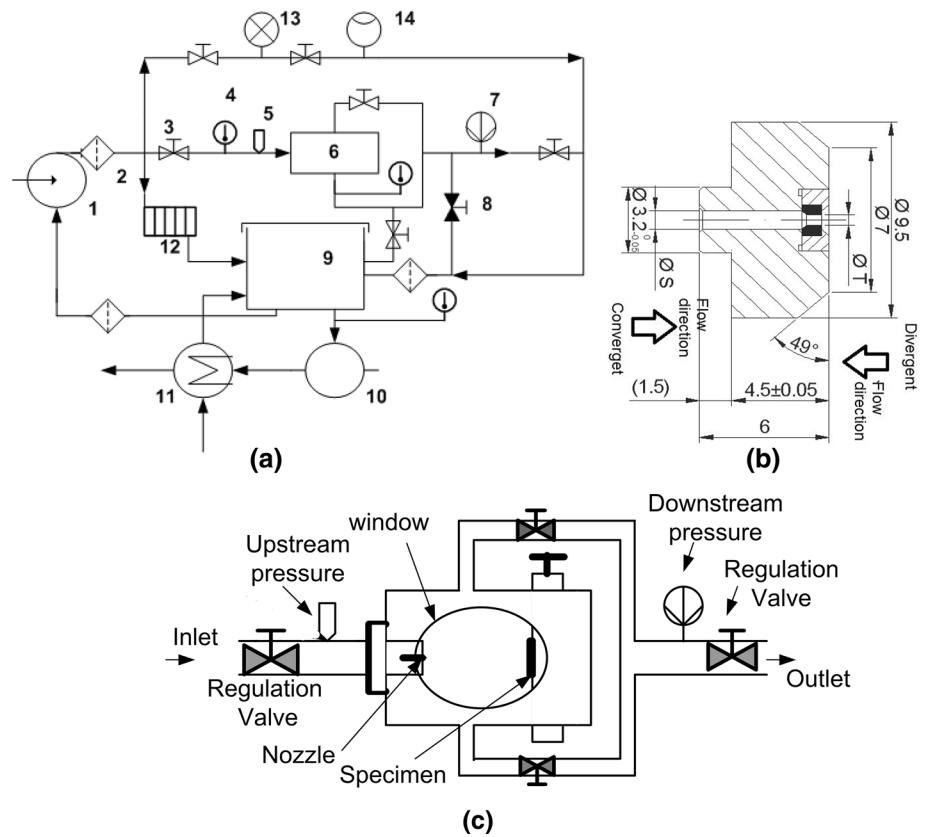 13
14
4
5
7
3
6
2
1
8
12
9
11
10
(a)
Ø 3.2 0 -0.05
Ø S
Ø T
Ø 7
Ø 9.5
Flow
direction
Converget
49°
Divergent
Flow
direction
(1.5)
4.5±0.05
6
(b)
Downstream
pressure
window
Upstream
pressure
Regulation
Valve
Inlet
Outlet
Regulation
Valve
Nozzle
Specimen
(c)